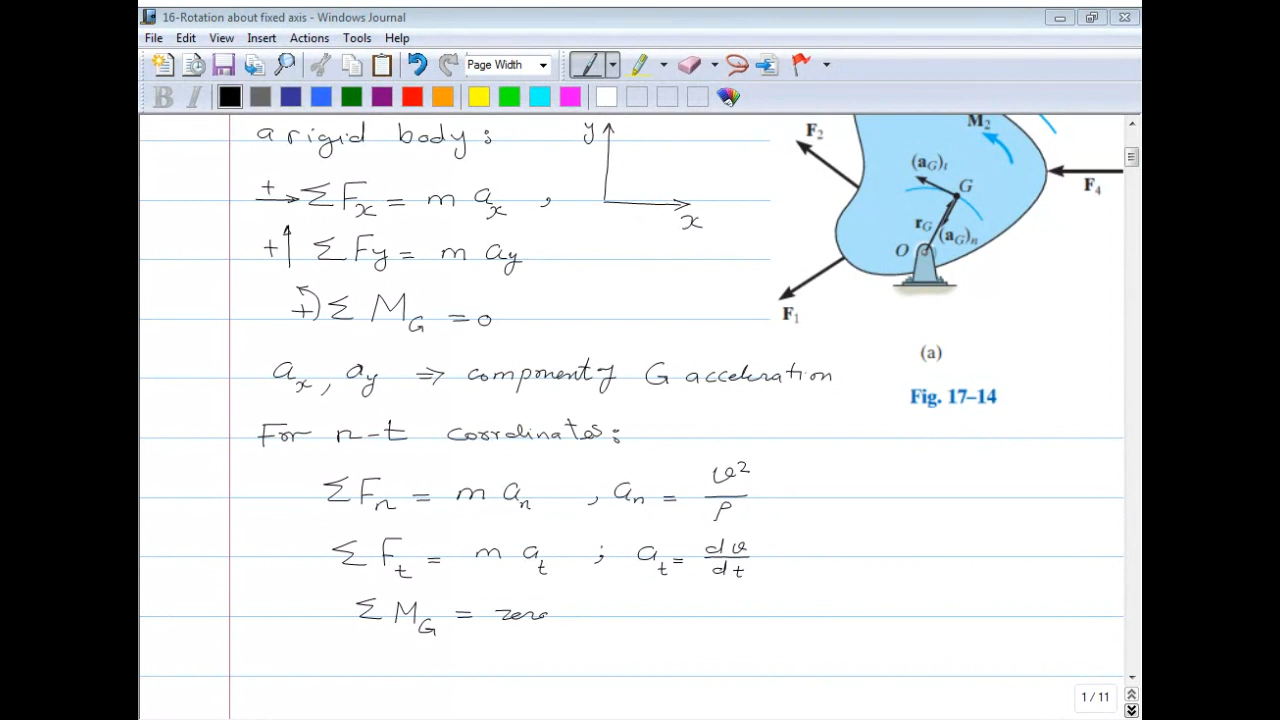 16-Rotation about fixed axis - Windows Journal
File Edit View Insert Actions Tools Help
Page Width
B I
a rigid body:
y
x
+→ ΣFx = m ax ,
+↑ ΣFy = m ay
+) ΣMG = 0
ax, ay ⇒ component of G acceleration
For n-t coordinates:
ΣFn = m an , an = v²/ρ
ΣFt = m at ; at = dv/dt
ΣMG = zero
F2
M2
(aG)t
G
F4
rG
(aG)n
O
F1
(a)
Fig. 17–14
1 / 11